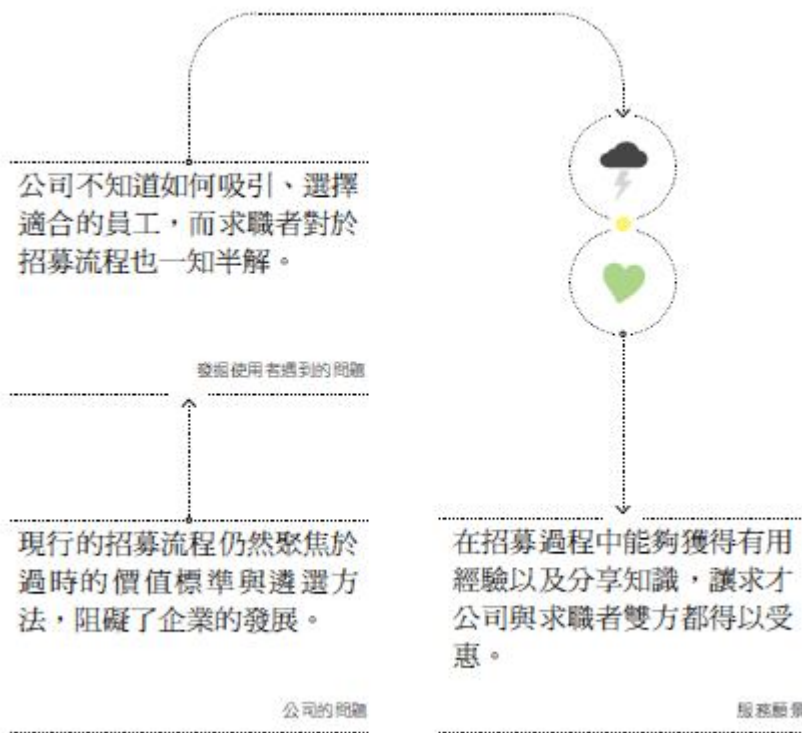 公司不知道如何吸引、選擇
適合的員工，而求職者對於
招募流程也一知半解。
發掘使用者遇到的問題
現行的招募流程仍然聚焦於
過時的價值標準與遴選方
法，阻礙了企業的發展。
公司的問題
在招募過程中能夠獲得有用
經驗以及分享知識，讓求才
公司與求職者雙方都得以受
惠。
服務願景